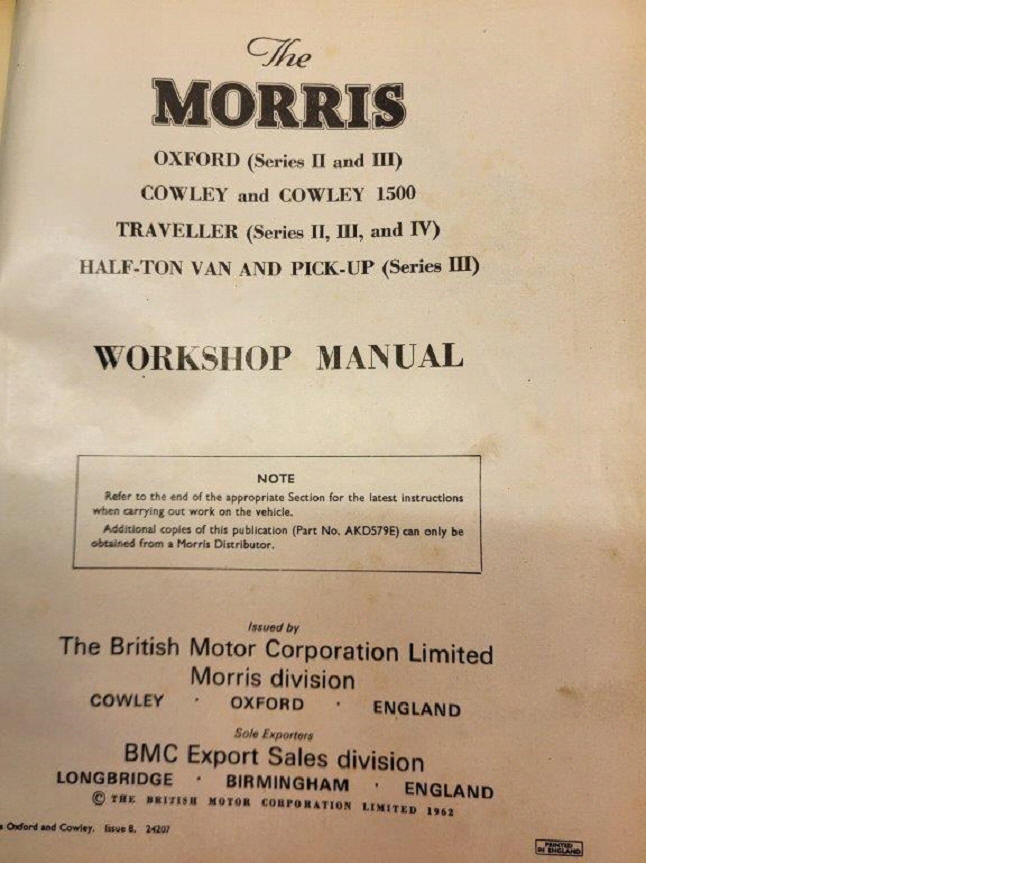 The
MORRIS
OXFORD (Series II and III)
COWLEY and COWLEY 1500
TRAVELLER (Series II, III, and IV)
HALF-TON VAN AND PICK-UP (Series III)
WORKSHOP MANUAL
NOTE
Refer to the end of the appropriate Section for the latest instructions
when carrying out work on the vehicle.
Additional copies of this publication (Part No. AKD579E) can only be
obtained from a Morris Distributor.
Issued by
The British Motor Corporation Limited
Morris division
COWLEY · OXFORD · ENGLAND
Sole Exporters
BMC Export Sales division
LONGBRIDGE · BIRMINGHAM · ENGLAND
© THE BRITISH MOTOR CORPORATION LIMITED 1962
Oxford and Cowley. Issue 8. 24207
PRINTED
IN ENGLAND